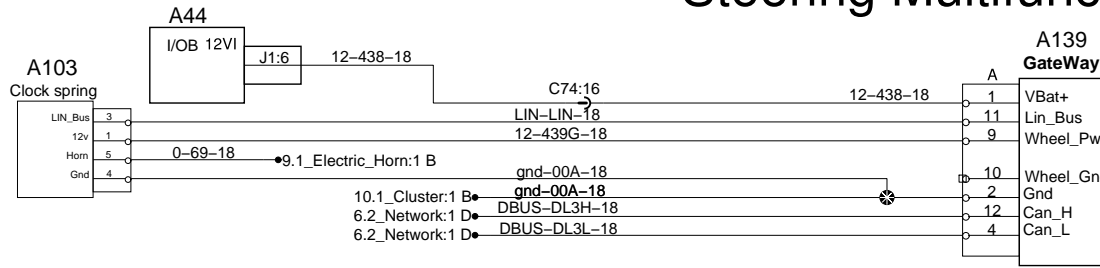 Steering Multifunc
A44
I/OB 12VI
J1:6
12–438–18
A139
GateWay
A103
Clock spring
A
C74:16
12–438–18
1 VBat+
LIN_Bus 3
LIN–LIN–18
11 Lin_Bus
12v 1
12–439G–18
9 Wheel_Pw
Horn 5
0–69–18
9.1_Electric_Horn:1 B
Gnd 4
gnd–00A–18
10 Wheel_Gn
10.1_Cluster:1 B
gnd–00A–18
2 Gnd
6.2_Network:1 D
DBUS–DL3H–18
12 Can_H
6.2_Network:1 D
DBUS–DL3L–18
4 Can_L